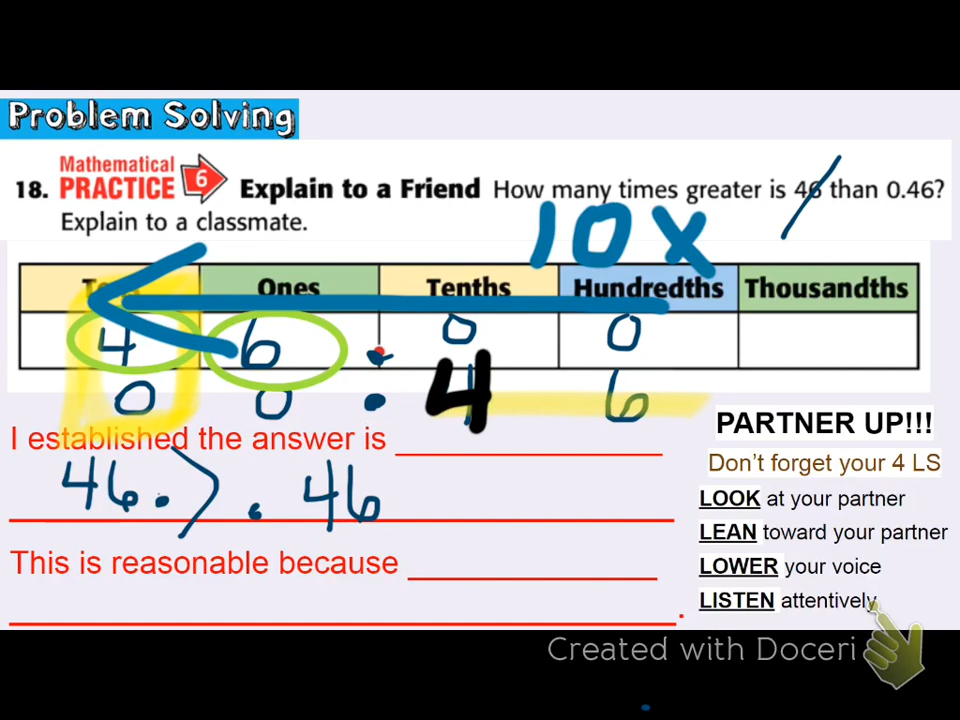 Problem Solving
Mathematical
18. PRACTICE 6 Explain to a Friend How many times greater is 46 than 0.46?
Explain to a classmate.
10 x
Ones Tenths Hundredths Thousandths
4 6 . 0 0
0 0 . 4 6
I established the answer is
46. > .46
This is reasonable because
.
PARTNER UP!!!
Don't forget your 4 LS
LOOK at your partner
LEAN toward your partner
LOWER your voice
LISTEN attentively
Created with Doceri